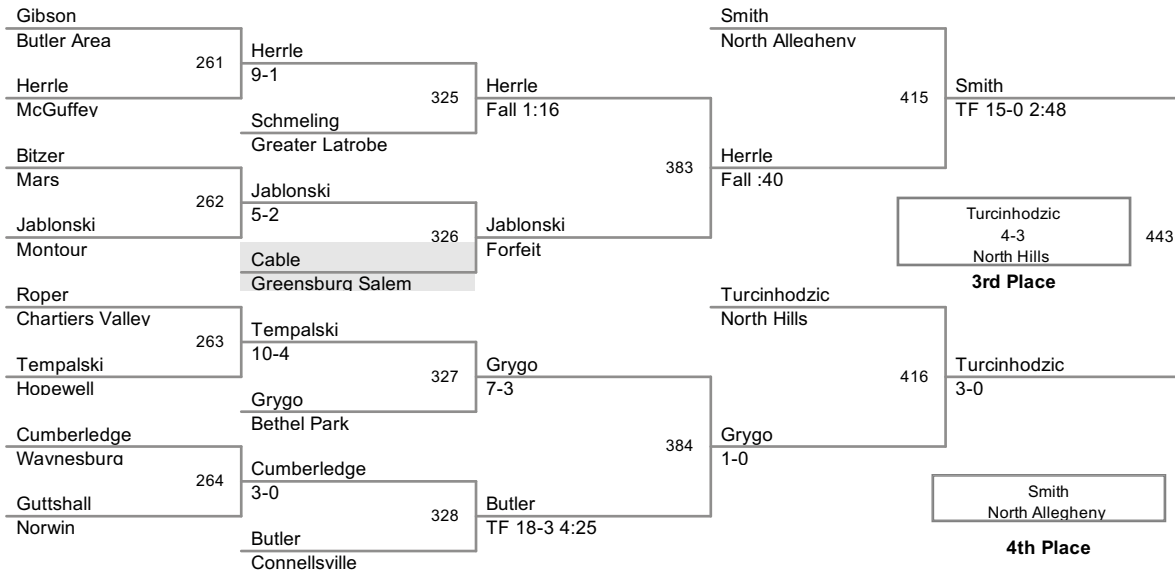 Gibson
Butler Area
261
Herrle
McGuffey
Bitzer
Mars
262
Jablonski
Montour
Roper
Chartiers Valley
263
Tempalski
Hopewell
Cumberledge
Waynesburg
264
Guttshall
Norwin
Herrle
9-1
325
Schmeling
Greater Latrobe
Jablonski
5-2
326
Cable
Greensburg Salem
Tempalski
10-4
327
Grygo
Bethel Park
Cumberledge
3-0
328
Butler
Connellsville
Herrle
Fall 1:16
383
Jablonski
Forfeit
Grygo
7-3
384
Butler
TF 18-3 4:25
Smith
North Allegheny
415
Herrle
Fall :40
Turcinhodzic
North Hills
416
Grygo
1-0
Smith
TF 15-0 2:48
Turcinhodzic
4-3
North Hills
443
3rd Place
Turcinhodzic
3-0
Smith
North Allegheny
4th Place